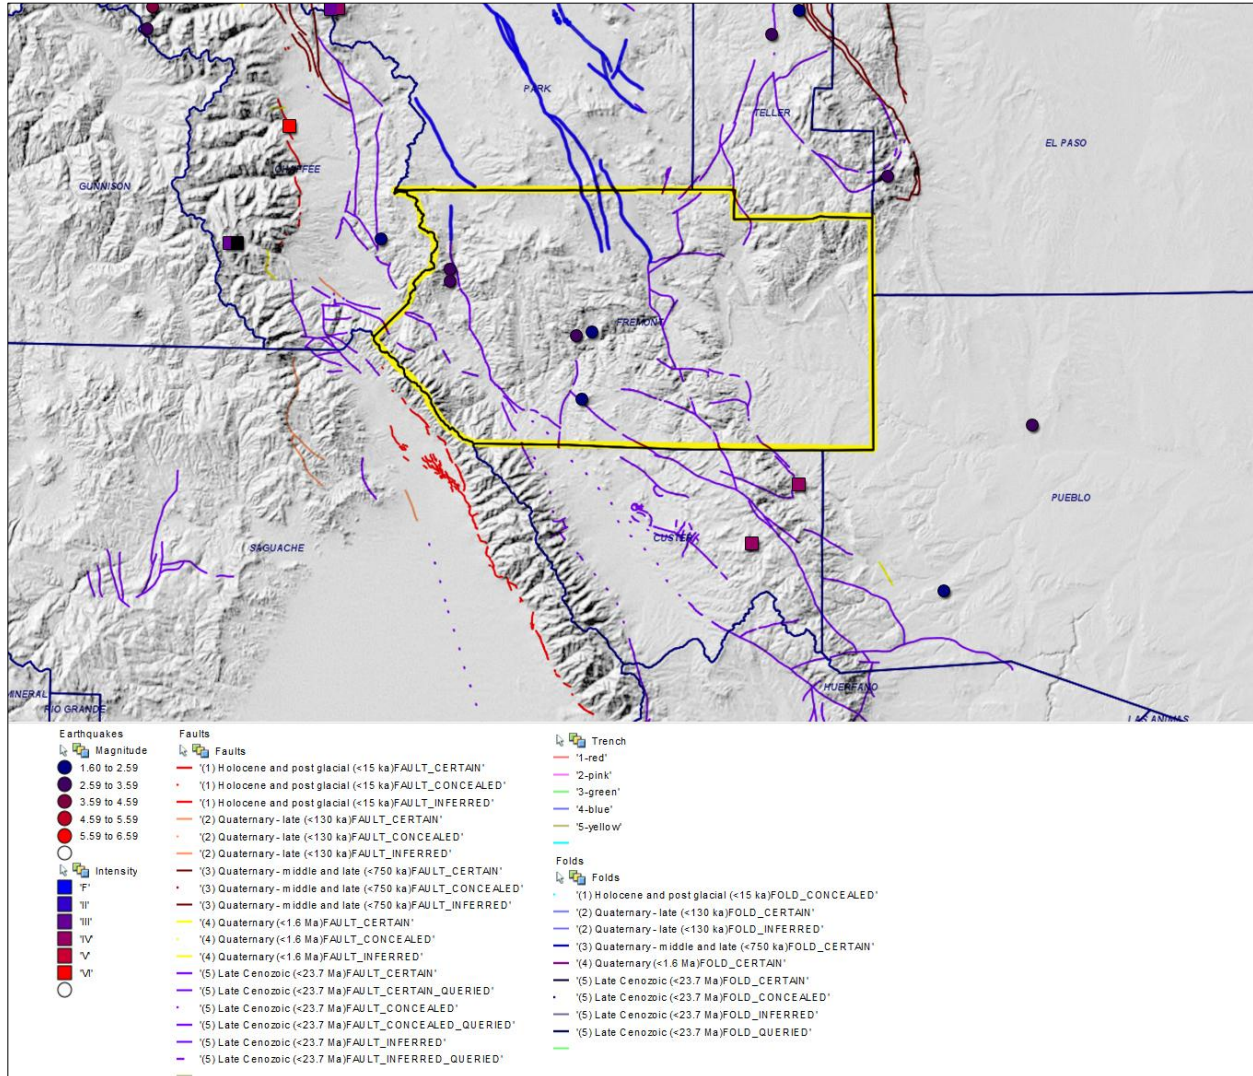 PARK
TELLER
EL PASO
CHAFFEE
GUNNISON
FREMONT
PUEBLO
CUSTER
SAGUACHE
HUERFANO
MINERAL
RIO GRANDE
LAS ANIMAS
Earthquakes
Magnitude
1.60 to 2.59
2.59 to 3.59
3.59 to 4.59
4.59 to 5.59
5.59 to 6.59
Intensity
'F'
'II'
'III'
'IV'
'V'
'VI'
Faults
Faults
'(1) Holocene and post glacial (<15 ka)FAULT_CERTAIN'
'(1) Holocene and post glacial (<15 ka)FAULT_CONCEALED'
'(1) Holocene and post glacial (<15 ka)FAULT_INFERRED'
'(2) Quaternary - late (<130 ka)FAULT_CERTAIN'
'(2) Quaternary - late (<130 ka)FAULT_CONCEALED'
'(2) Quaternary - late (<130 ka)FAULT_INFERRED'
'(3) Quaternary - middle and late (<750 ka)FAULT_CERTAIN'
'(3) Quaternary - middle and late (<750 ka)FAULT_CONCEALED'
'(3) Quaternary - middle and late (<750 ka)FAULT_INFERRED'
'(4) Quaternary (<1.6 Ma)FAULT_CERTAIN'
'(4) Quaternary (<1.6 Ma)FAULT_CONCEALED'
'(4) Quaternary (<1.6 Ma)FAULT_INFERRED'
'(5) Late Cenozoic (<23.7 Ma)FAULT_CERTAIN'
'(5) Late Cenozoic (<23.7 Ma)FAULT_CERTAIN_QUERIED'
'(5) Late Cenozoic (<23.7 Ma)FAULT_CONCEALED'
'(5) Late Cenozoic (<23.7 Ma)FAULT_CONCEALED_QUERIED'
'(5) Late Cenozoic (<23.7 Ma)FAULT_INFERRED'
'(5) Late Cenozoic (<23.7 Ma)FAULT_INFERRED_QUERIED'
Trench
'1-red'
'2-pink'
'3-green'
'4-blue'
'5-yellow'
Folds
Folds
'(1) Holocene and post glacial (<15 ka)FOLD_CONCEALED'
'(2) Quaternary - late (<130 ka)FOLD_CERTAIN'
'(2) Quaternary - late (<130 ka)FOLD_INFERRED'
'(3) Quaternary - middle and late (<750 ka)FOLD_CERTAIN'
'(4) Quaternary (<1.6 Ma)FOLD_CERTAIN'
'(5) Late Cenozoic (<23.7 Ma)FOLD_CERTAIN'
'(5) Late Cenozoic (<23.7 Ma)FOLD_CONCEALED'
'(5) Late Cenozoic (<23.7 Ma)FOLD_INFERRED'
'(5) Late Cenozoic (<23.7 Ma)FOLD_QUERIED'